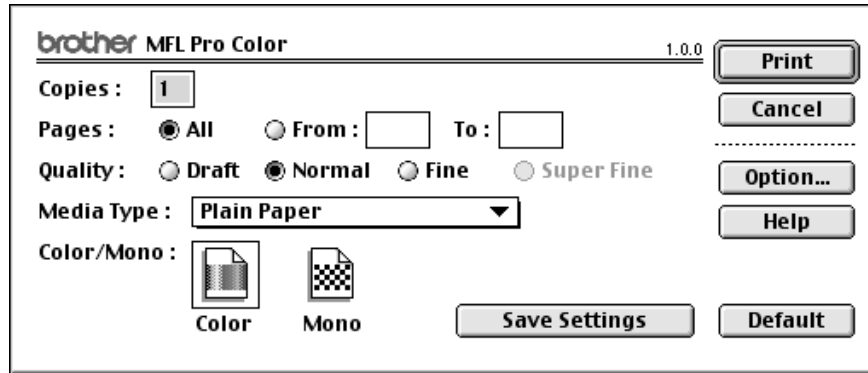 brother MFL Pro Color 1.0.0
Print
Copies : 1
Cancel
Pages : All From : To :
Quality : Draft Normal Fine Super Fine
Option...
Media Type : Plain Paper
Help
Color/Mono :
Color Mono
Save Settings Default